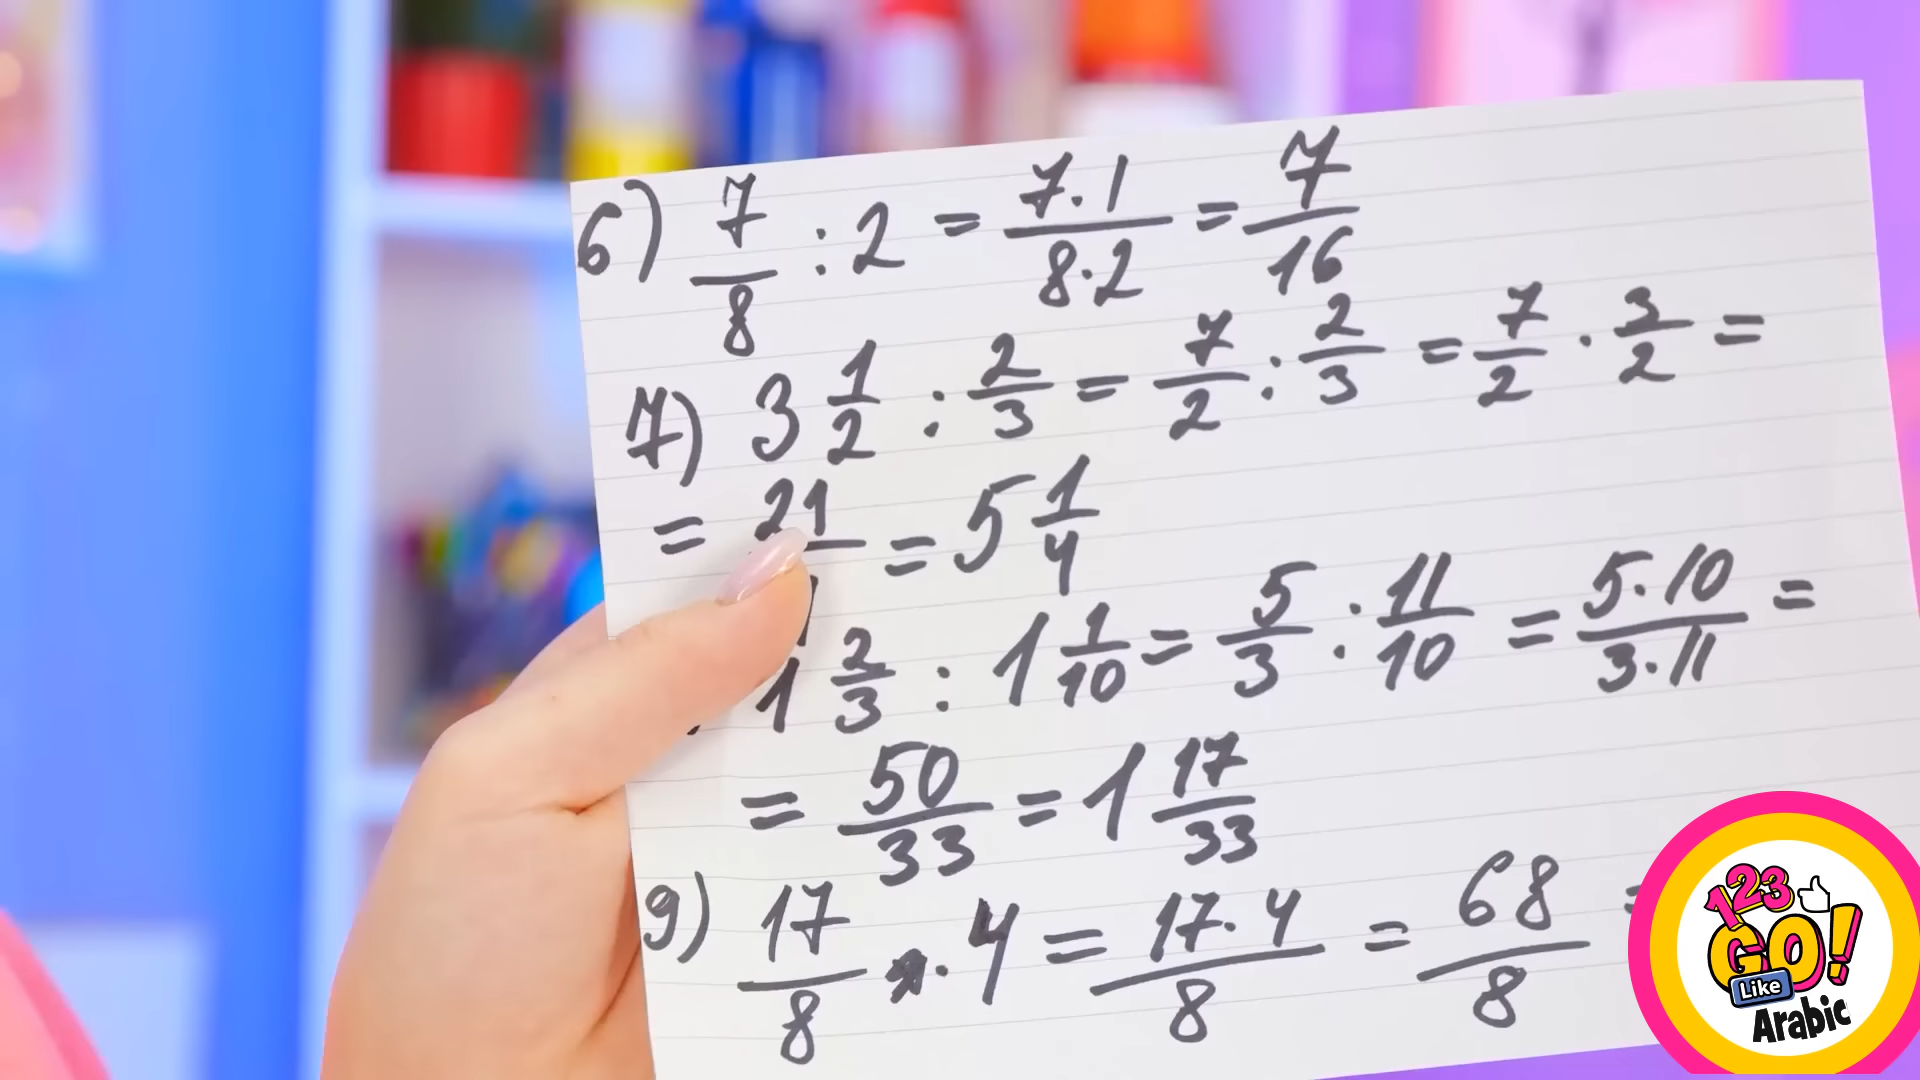 6) 7/8 : 2 = 7·1/8·2 = 7/16
7) 3 1/2 : 2/3 = 7/2 : 2/3 = 7/2 · 3/2 =
= 21/ = 5 1/4
1 2/3 : 1 1/10 = 5/3 : 11/10 = 5·10/3·11 =
= 50/33 = 1 17/33
9) 17/8 · 4 = 17·4/8 = 68/8 =
123
GO!
Like
Arabic